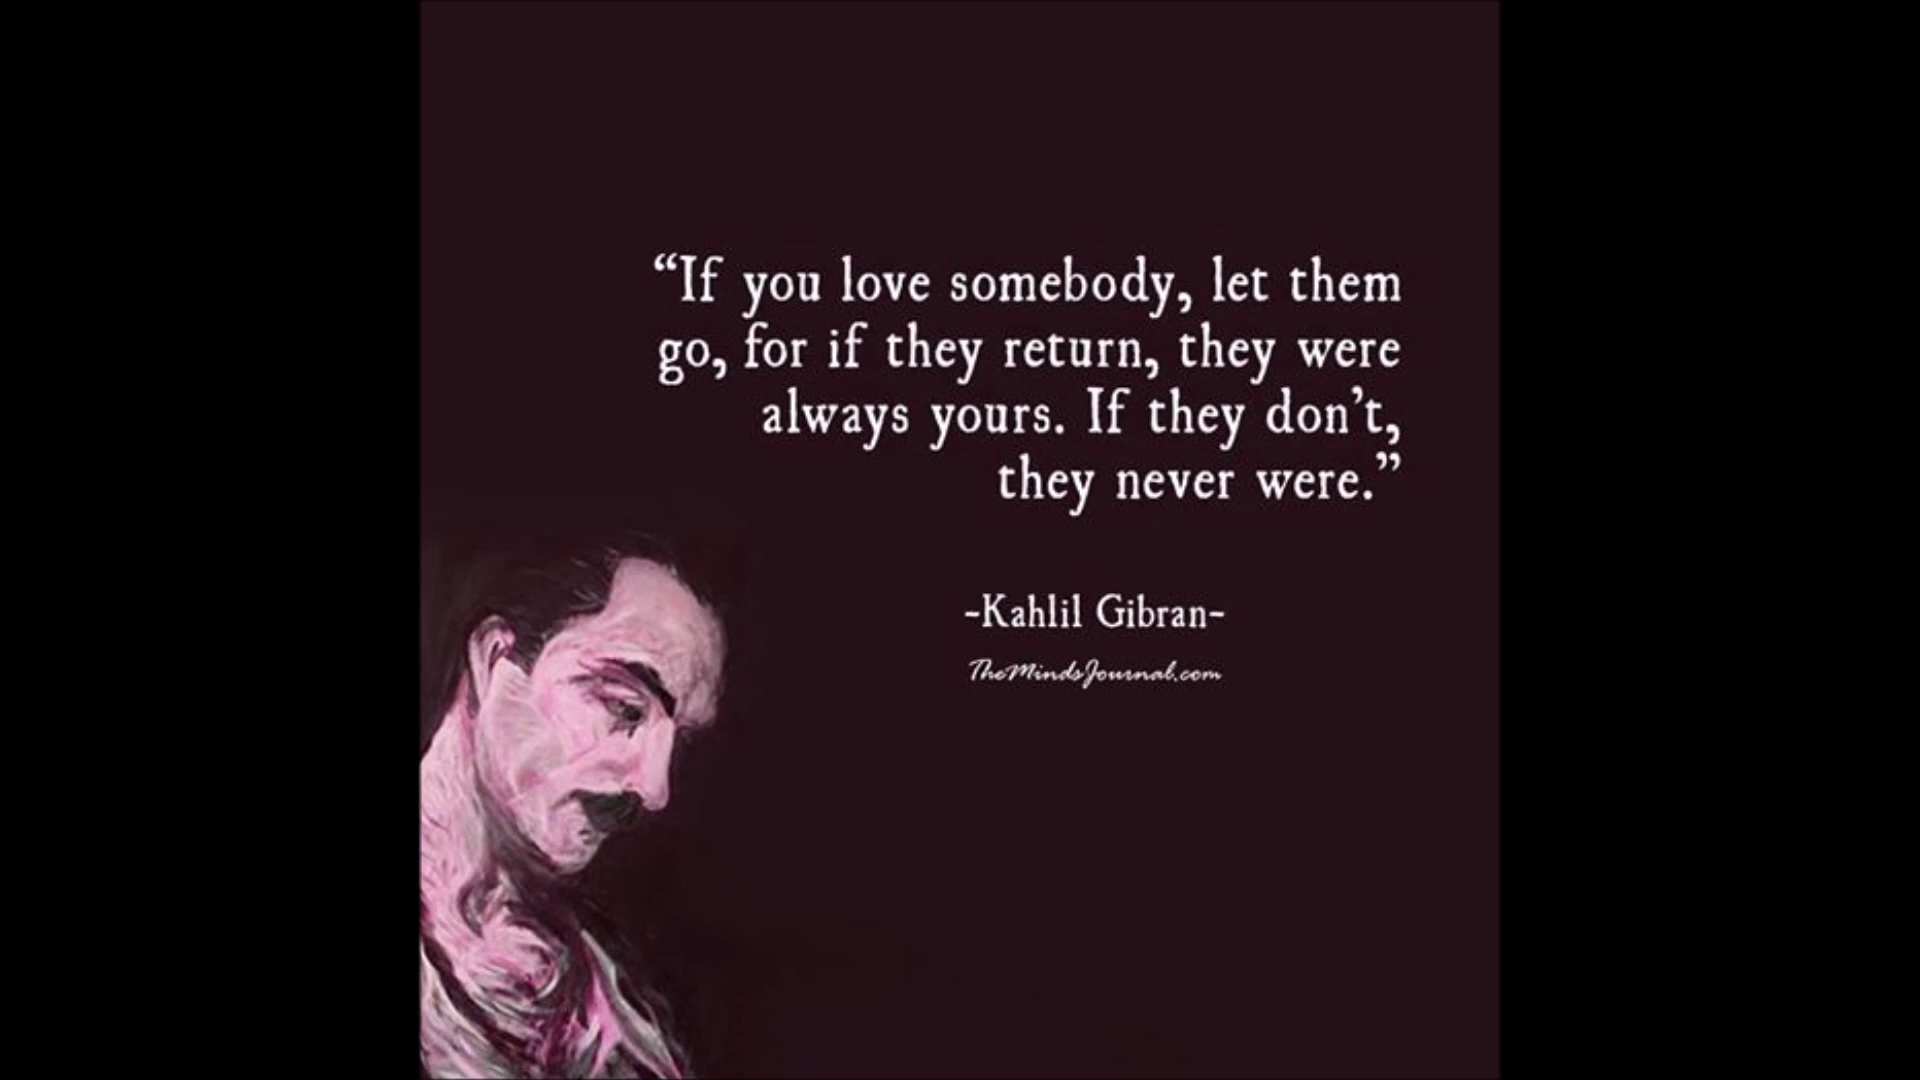 “If you love somebody, let them
go, for if they return, they were
always yours. If they don’t,
they never were.”
-Kahlil Gibran-
TheMindsJournal.com